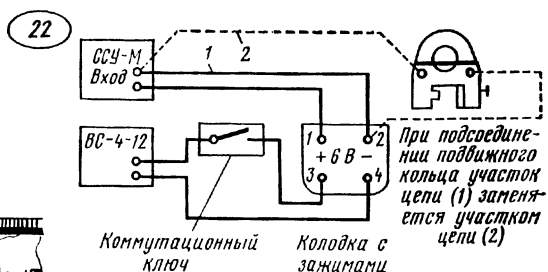 22
ССУ-М
Вход
1
2
ВС-4-12
1
2
+ 6 В -
3
4
При подсоедине-
нии подвижного
кольца участок
цепи (1) заменя-
ется участком
цепи (2)
Коммутационный
ключ
Колодка с
зажимами